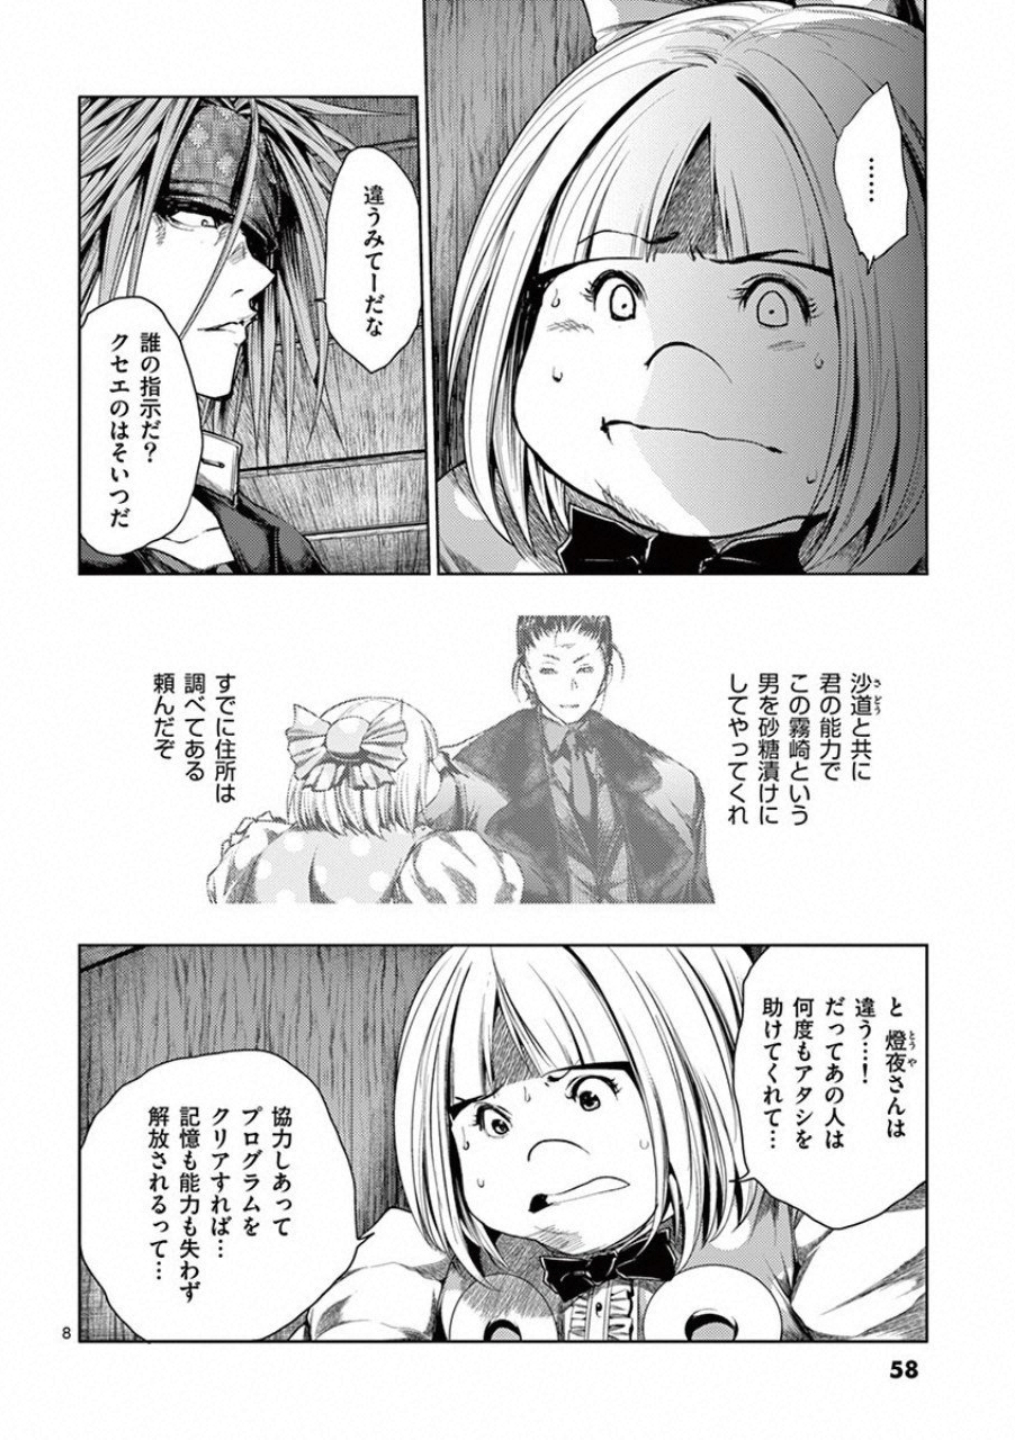 ……
違うみてーだな
誰の指示だ？
クセエのはそいつだ
沙道と共に
さどう
君の能力で
この霧崎という
男を砂糖漬けに
してやってくれ
すでに住所は
調べてある
頼んだぞ
と 燈夜さんは
とうや
違う…！
だってあの人は
何度もアタシを
助けてくれて…
協力しあって
プログラムを
クリアすれば…
記憶も能力も失わず
解放されるって…
8
58